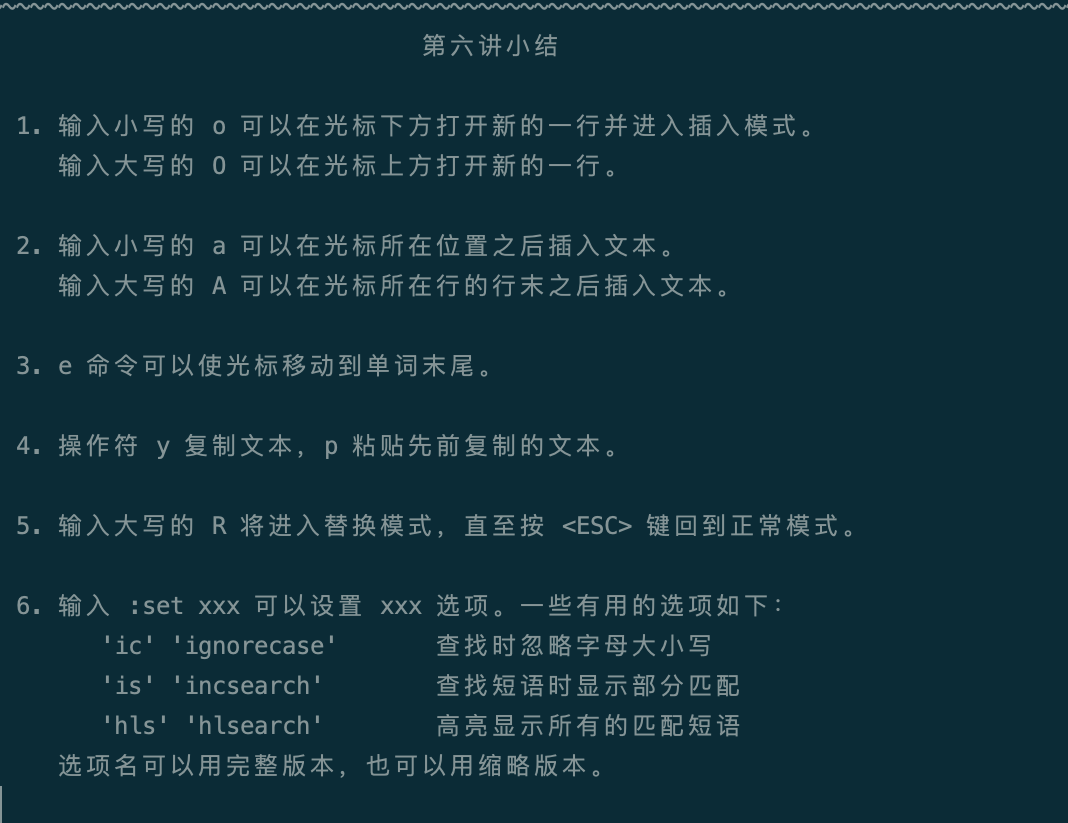 ~~~~~~~~~~~~~~~~~~~~~~~~~~~~~~~~~~~~~~~~~~~~~~~~~~~~~~~~~~~~~~~~~~~~~~~~~~~~
第六讲小结
1. 输入小写的 o 可以在光标下方打开新的一行并进入插入模式。
输入大写的 O 可以在光标上方打开新的一行。
2. 输入小写的 a 可以在光标所在位置之后插入文本。
输入大写的 A 可以在光标所在行的行末之后插入文本。
3. e 命令可以使光标移动到单词末尾。
4. 操作符 y 复制文本, p 粘贴先前复制的文本。
5. 输入大写的 R 将进入替换模式, 直至按 <ESC> 键回到正常模式。
6. 输入 :set xxx 可以设置 xxx 选项。一些有用的选项如下:
'ic' 'ignorecase' 查找时忽略字母大小写
'is' 'incsearch' 查找短语时显示部分匹配
'hls' 'hlsearch' 高亮显示所有的匹配短语
选项名可以用完整版本, 也可以用缩略版本。